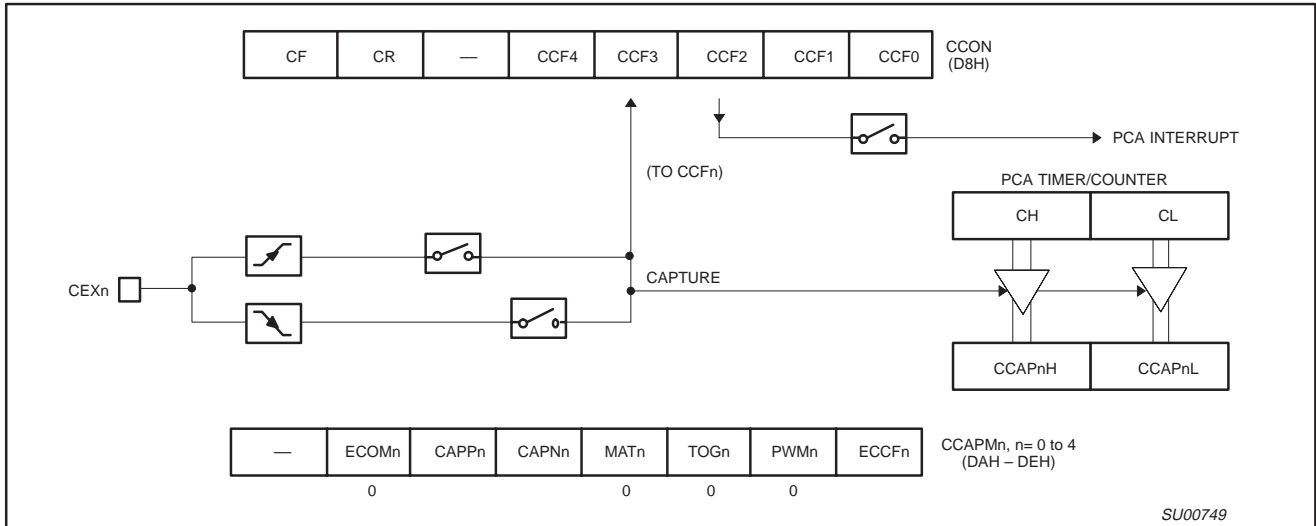 CF CR — CCF4 CCF3 CCF2 CCF1 CCF0
CCON
(D8H)
PCA INTERRUPT
(TO CCFn)
PCA TIMER/COUNTER
CH CL
CAPTURE
CEXn
CCAPnH CCAPnL
— ECOMn CAPPn CAPNn MATn TOGn PWMn ECCFn
CCAPMn, n= 0 to 4
(DAH – DEH)
0 0 0 0
SU00749